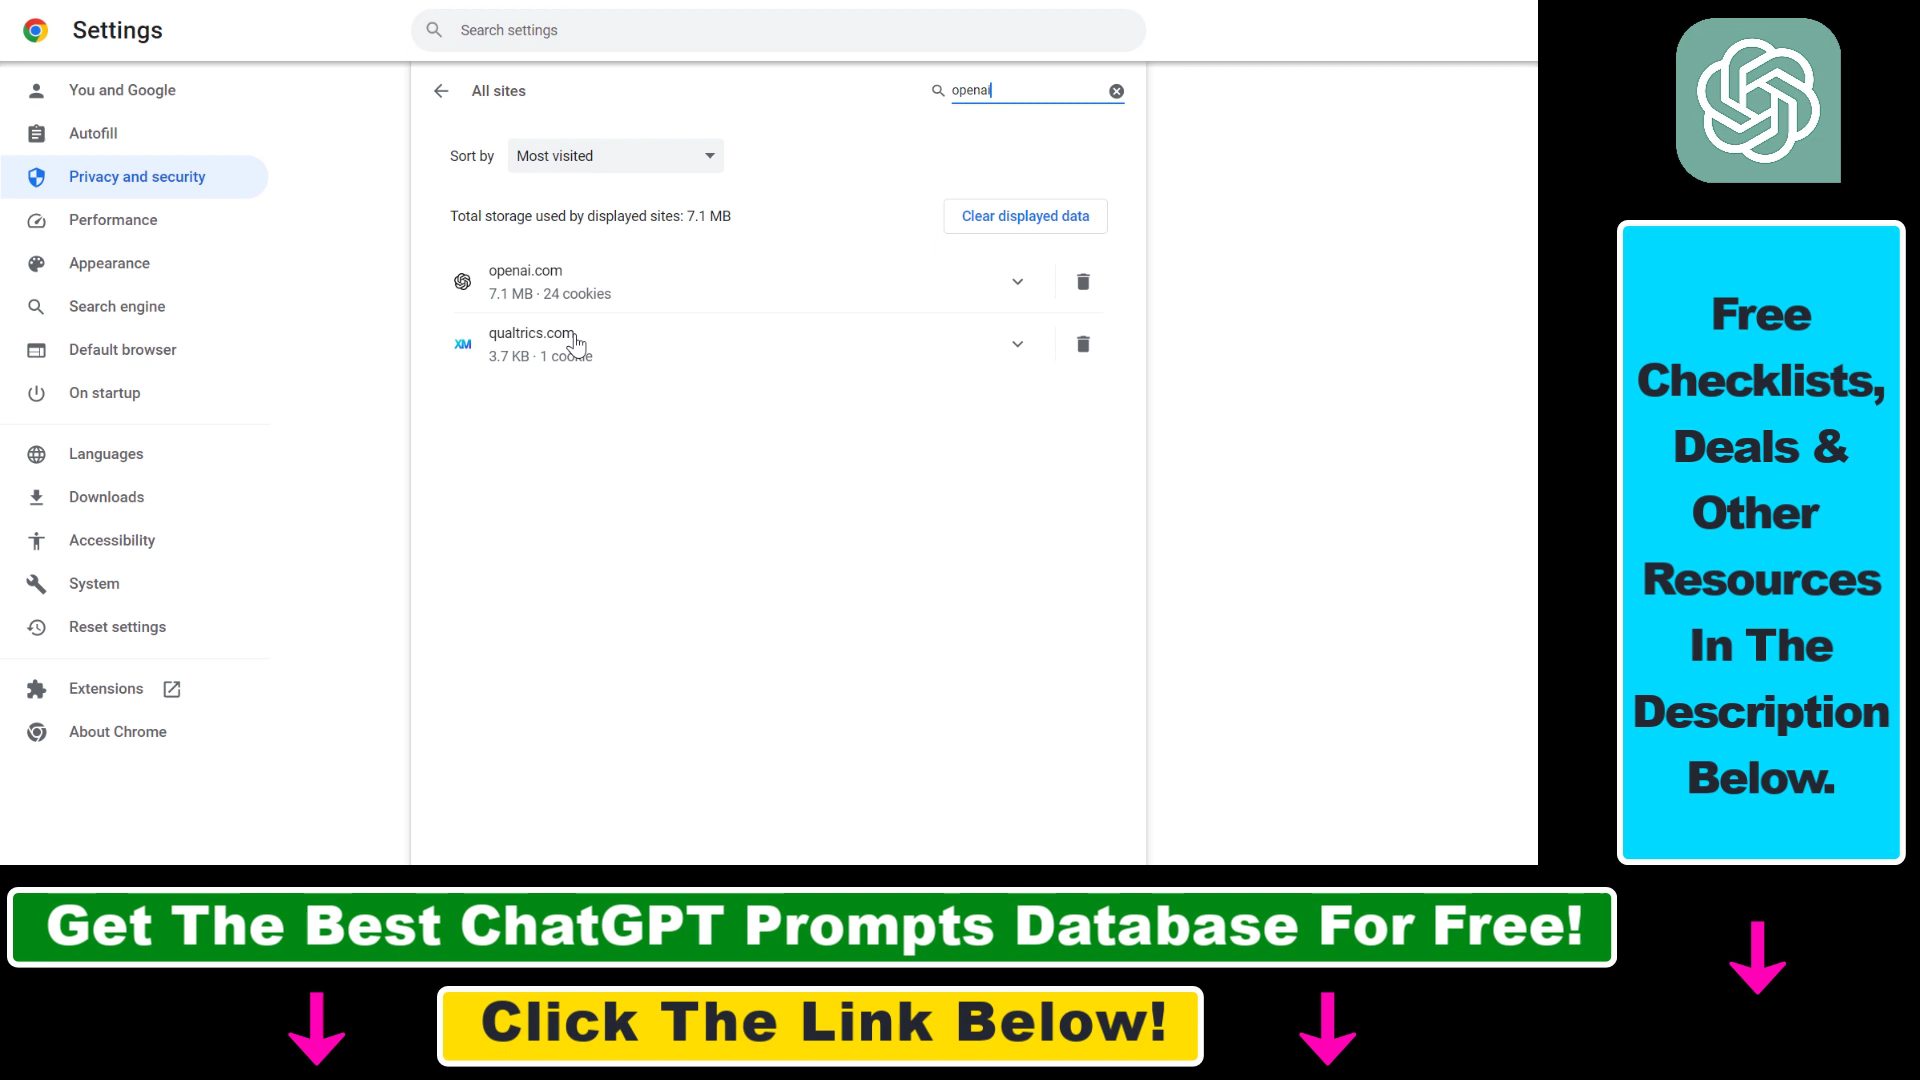 Settings
Search settings
You and Google
Autofill
Privacy and security
Performance
Appearance
Search engine
Default browser
On startup
Languages
Downloads
Accessibility
System
Reset settings
Extensions
About Chrome
All sites
openai
Sort by
Most visited
Total storage used by displayed sites: 7.1 MB
Clear displayed data
openai.com
7.1 MB · 24 cookies
XM
qualtrics.com
3.7 KB · 1 cookie
Free
Checklists,
Deals &
Other
Resources
In The
Description
Below.
Get The Best ChatGPT Prompts Database For Free!
Click The Link Below!